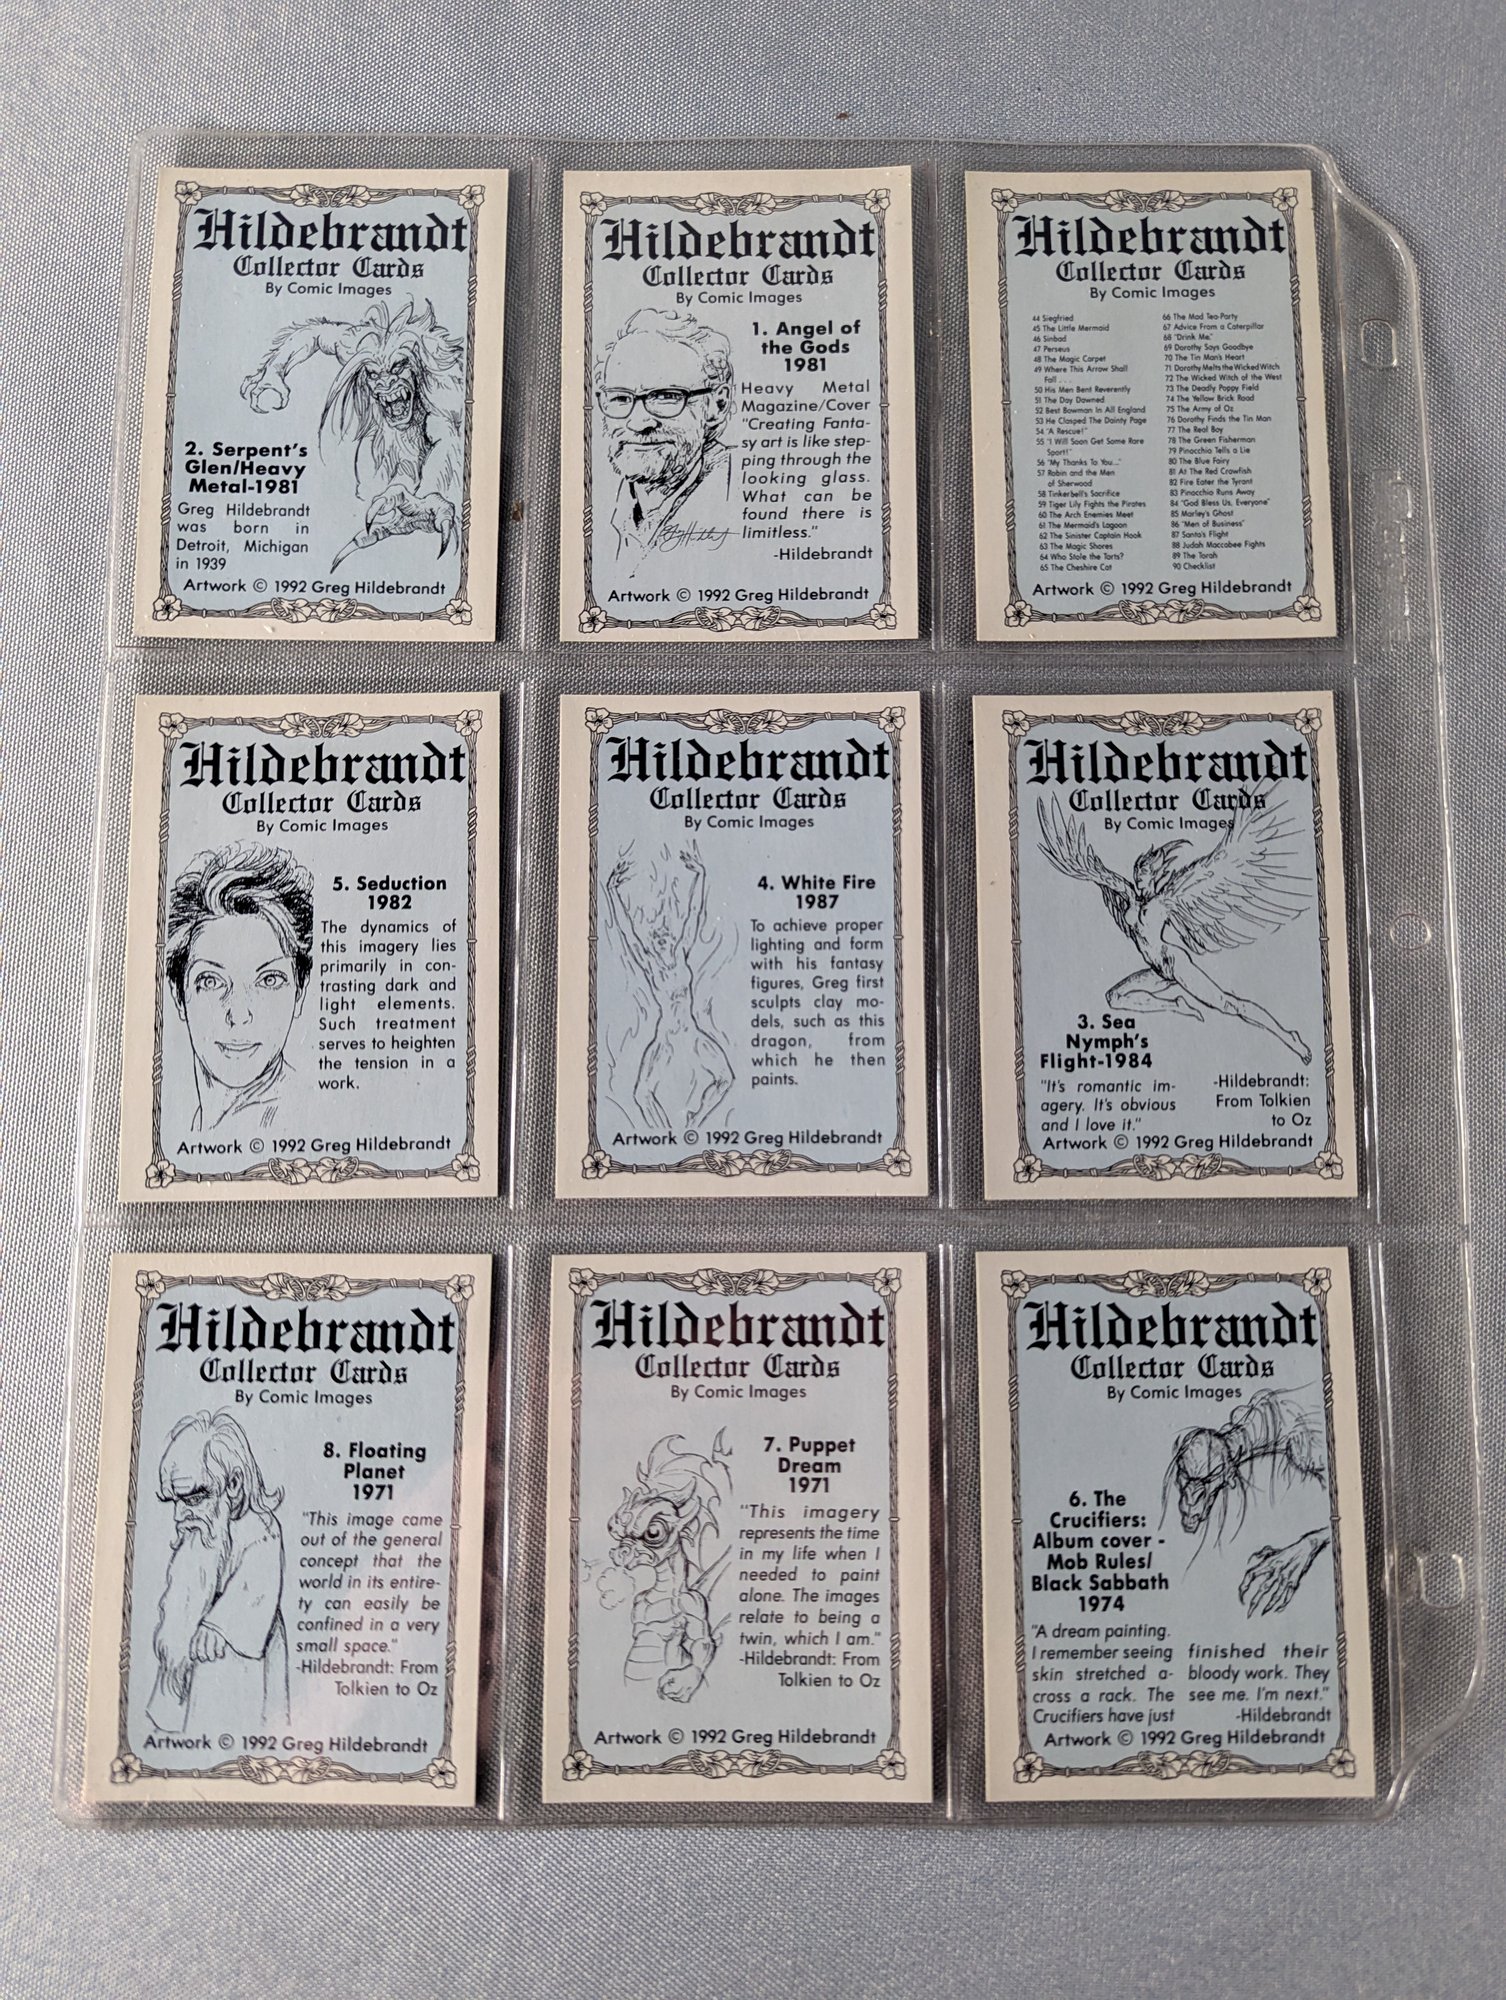 Hildebrandt
Collector Cards
By Comic Images
2. Serpent's
Glen/Heavy
Metal-1981
Greg Hildebrandt
was born in
Detroit, Michigan
in 1939
Artwork © 1992 Greg Hildebrandt
Hildebrandt
Collector Cards
By Comic Images
1. Angel of
the Gods
1981
Heavy Metal
Magazine/Cover
"Creating Fanta-
sy art is like step-
ping through the
looking glass.
What can be
found there is
limitless."
-Hildebrandt
Artwork © 1992 Greg Hildebrandt
Hildebrandt
Collector Cards
By Comic Images
44 Siegfried
45 The Little Mermaid
46 Sinbad
47 Perseus
48 The Magic Carpet
49 Where This Arrow Shall
Fall . . .
50 His Men Bent Reverently
51 The Day Dawned
52 Best Bowman In All England
53 He Clasped The Dainty Page
54 "A Rescue!"
55 "I Will Soon Get Some Rare
Sport!"
56 "My Thanks To You..."
57 Robin and the Men
of Sherwood
58 Tinkerbell's Sacrifice
59 Tiger Lily Fights the Pirates
60 The Arch Enemies Meet
61 The Mermaid's Lagoon
62 The Sinister Captain Hook
63 The Magic Shores
64 Who Stole the Tarts?
65 The Cheshire Cat
66 The Mad Tea-Party
67 Advice From a Caterpillar
68 "Drink Me."
69 Dorothy Says Goodbye
70 The Tin Man's Heart
71 Dorothy Melts the Wicked Witch
72 The Wicked Witch of the West
73 The Deadly Poppy Field
74 The Yellow Brick Road
75 The Army of Oz
76 Dorothy Finds the Tin Man
77 The Real Boy
78 The Green Fisherman
79 Pinocchio Tells a Lie
80 The Blue Fairy
81 At The Red Crawfish
82 Fire Eater the Tyrant
83 Pinocchio Runs Away
84 "God Bless Us, Everyone"
85 Marley's Ghost
86 "Men of Business"
87 Santa's Flight
88 Judah Maccabee Fights
89 The Torah
90 Checklist
Artwork © 1992 Greg Hildebrandt
Hildebrandt
Collector Cards
By Comic Images
5. Seduction
1982
The dynamics of
this imagery lies
primarily in con-
trasting dark and
light elements.
Such treatment
serves to heighten
the tension in a
work.
Artwork © 1992 Greg Hildebrandt
Hildebrandt
Collector Cards
By Comic Images
4. White Fire
1987
To achieve proper
lighting and form
with his fantasy
figures, Greg first
sculpts clay mo-
dels, such as this
dragon, from
which he then
paints.
Artwork © 1992 Greg Hildebrandt
Hildebrandt
Collector Cards
By Comic Images
3. Sea
Nymph's
Flight-1984
"It's romantic im-
agery. It's obvious
and I love it."
-Hildebrandt:
From Tolkien
to Oz
Artwork © 1992 Greg Hildebrandt
Hildebrandt
Collector Cards
By Comic Images
8. Floating
Planet
1971
"This image came
out of the general
concept that the
world in its entire-
ty can easily be
confined in a very
small space."
-Hildebrandt: From
Tolkien to Oz
Artwork © 1992 Greg Hildebrandt
Hildebrandt
Collector Cards
By Comic Images
7. Puppet
Dream
1971
"This imagery
represents the time
in my life when I
needed to paint
alone. The images
relate to being a
twin, which I am."
-Hildebrandt: From
Tolkien to Oz
Artwork © 1992 Greg Hildebrandt
Hildebrandt
Collector Cards
By Comic Images
6. The
Crucifiers:
Album cover -
Mob Rules/
Black Sabbath
1974
"A dream painting.
I remember seeing
skin stretched a-
cross a rack. The
Crucifiers have just
finished their
bloody work. They
see me. I'm next."
-Hildebrandt
Artwork © 1992 Greg Hildebrandt